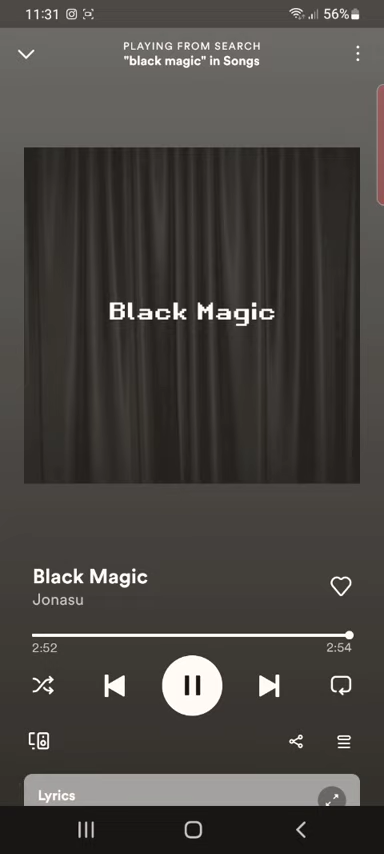 11:31 56%
PLAYING FROM SEARCH
"black magic" in Songs
Black Magic
Black Magic
Jonasu
2:52 2:54
Lyrics